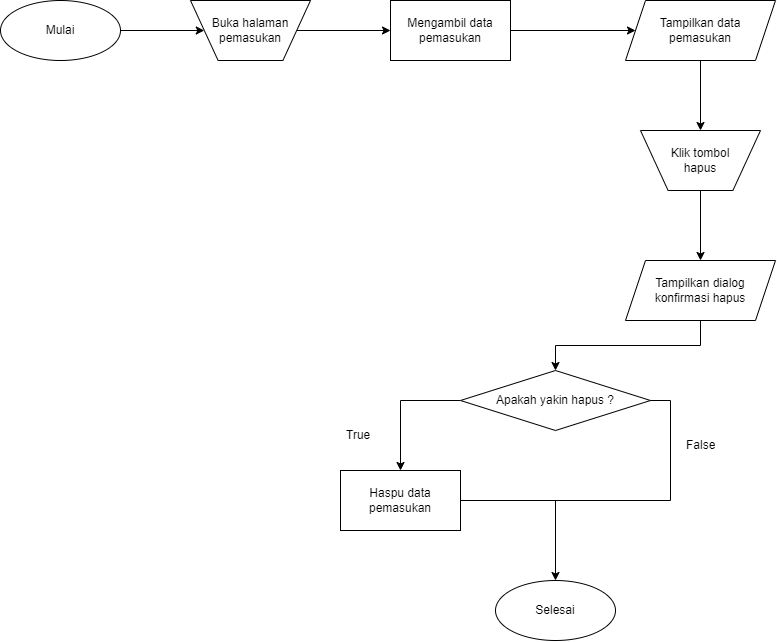 Mulai
Buka halaman
pemasukan
Mengambil data
pemasukan
Tampilkan data
pemasukan
Klik tombol
hapus
Tampilkan dialog
konfirmasi hapus
Apakah yakin hapus ?
True
False
Haspu data
pemasukan
Selesai